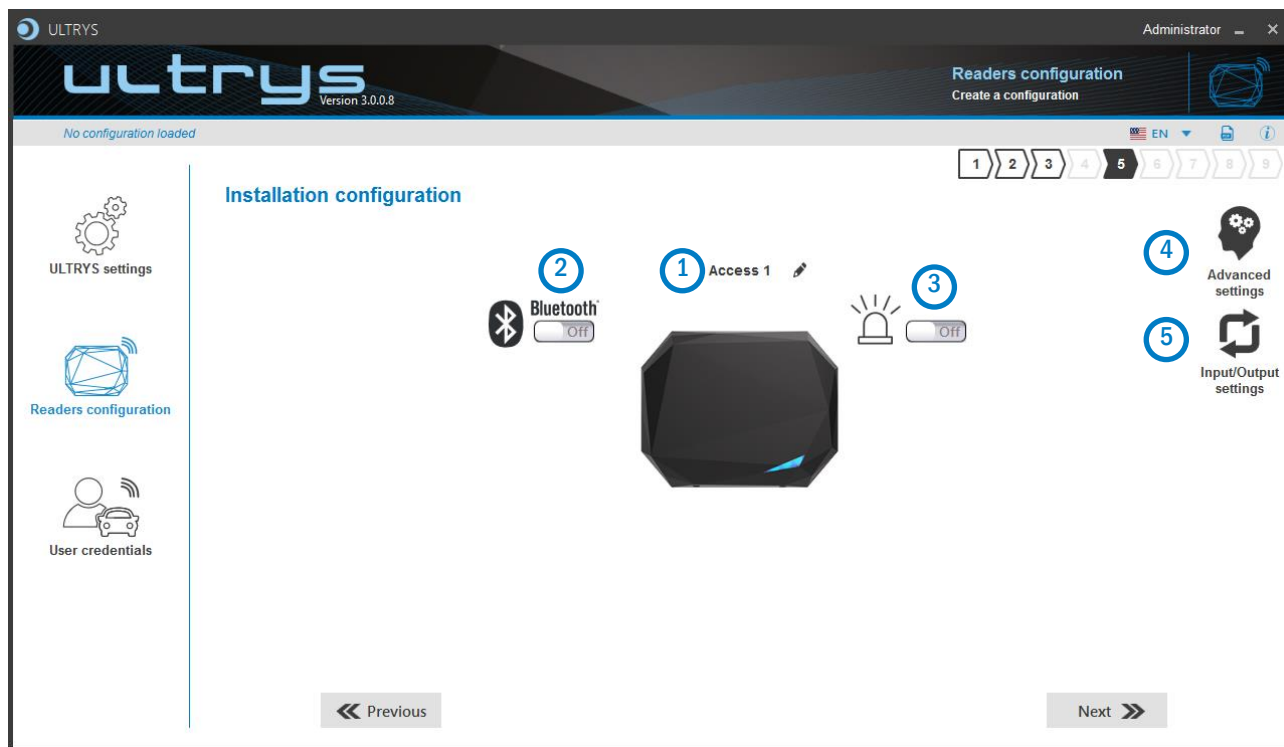 ULTRYS
Administrator
ultrys
Version 3.0.0.8
Readers configuration
Create a configuration
No configuration loaded
EN
1 2 3 4 5 6 7 8 9
Installation configuration
ULTRYS settings
2
1 Access 1
3
4
Advanced
settings
Bluetooth
Off
Off
5
Input/Output
settings
Readers configuration
User credentials
Previous
Next